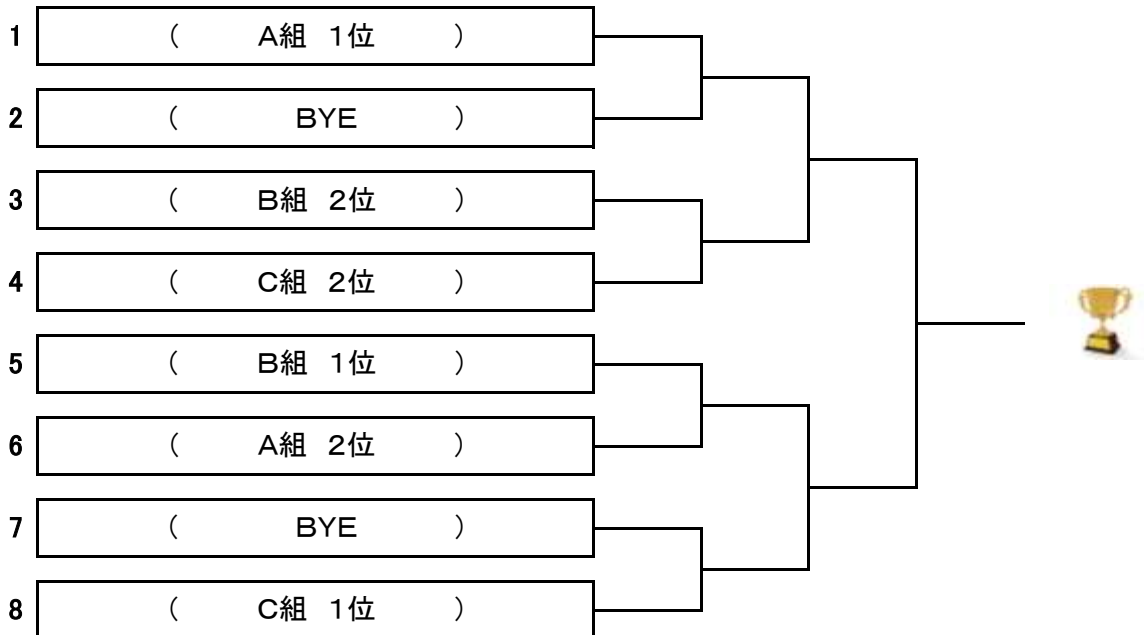 1 （　　　A組　1位　　　）
2 （　　　　BYE　　　　）
3 （　　　B組　2位　　　）
4 （　　　C組　2位　　　）
5 （　　　B組　1位　　　）
6 （　　　A組　2位　　　）
7 （　　　　BYE　　　　）
8 （　　　C組　1位　　　）